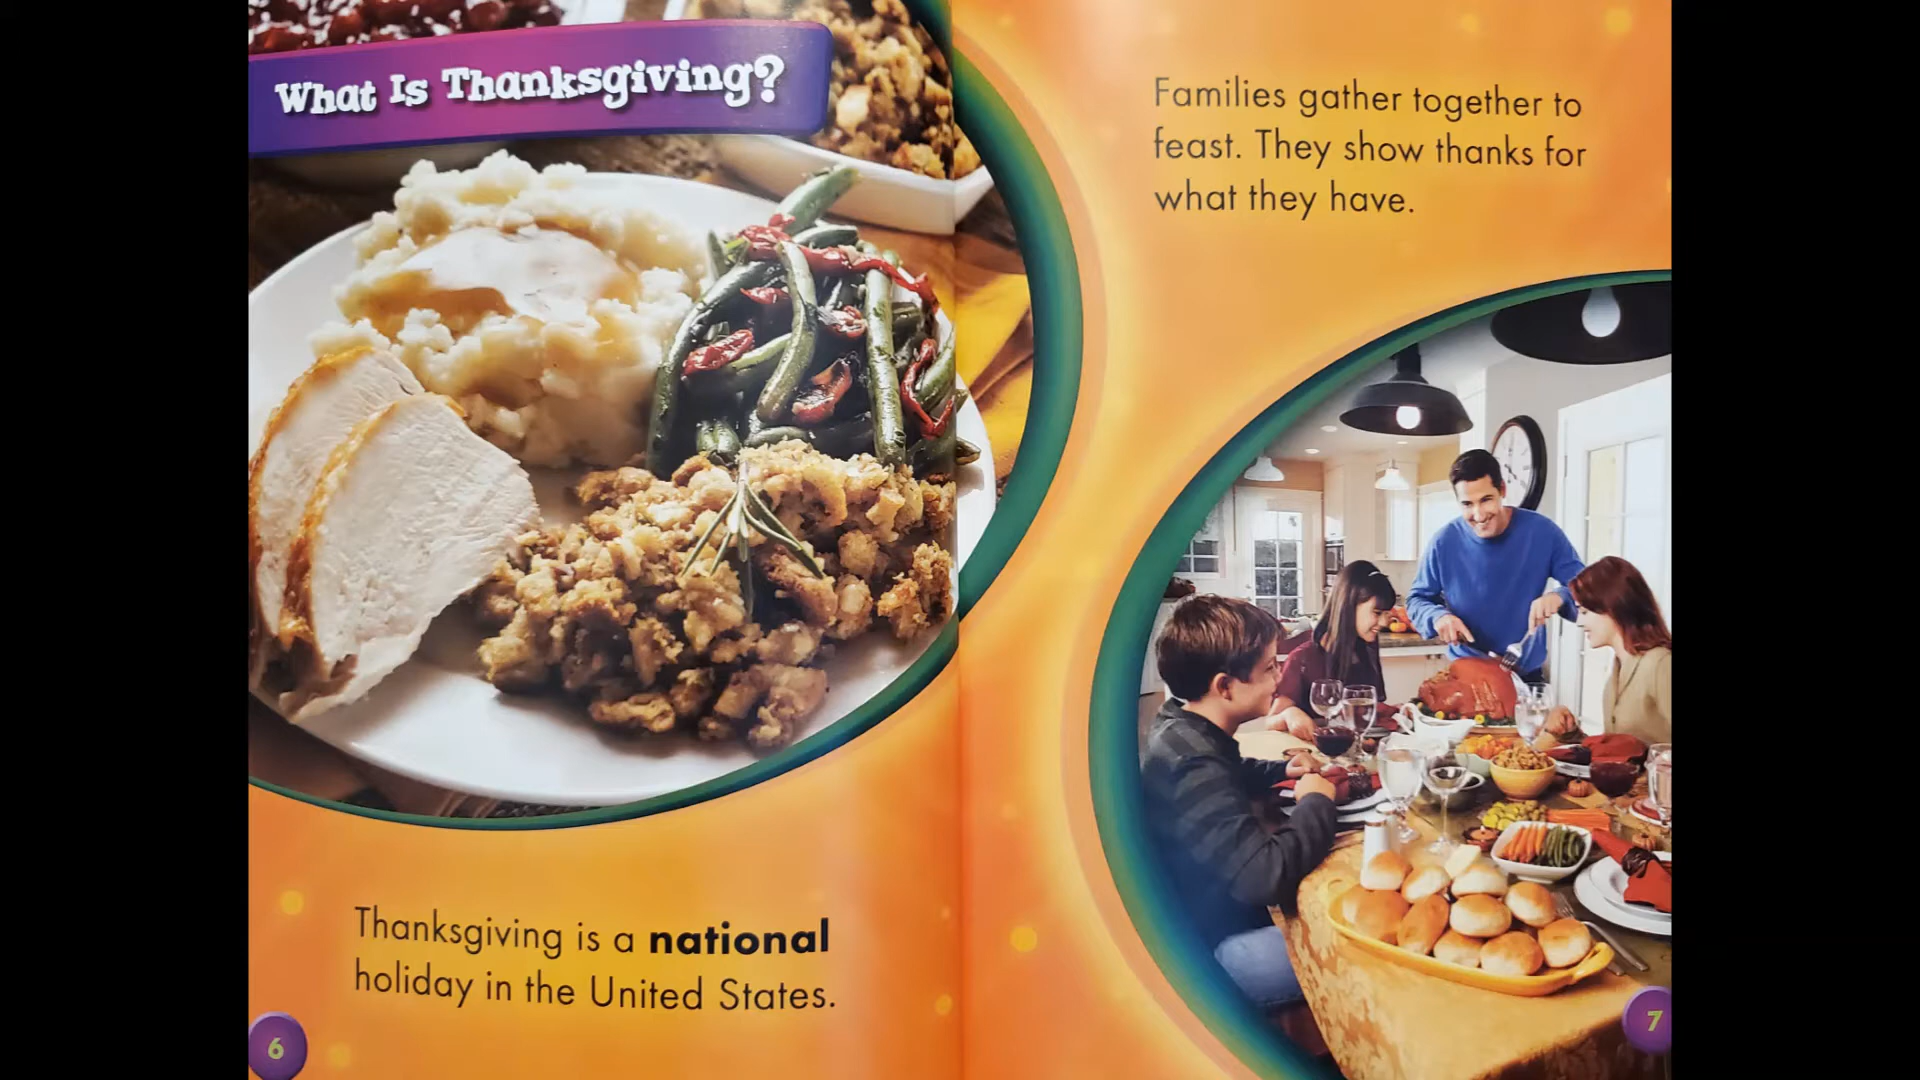 What Is Thanksgiving?
Thanksgiving is a national
holiday in the United States.
6
Families gather together to
feast. They show thanks for
what they have.
7